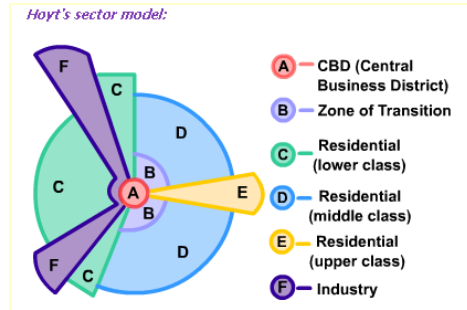 Hoyt's sector model:
F
C
D
B
C
A
E
B
D
F
C
A CBD (Central
Business District)
B Zone of Transition
C Residential
(lower class)
D Residential
(middle class)
E Residential
(upper class)
F Industry